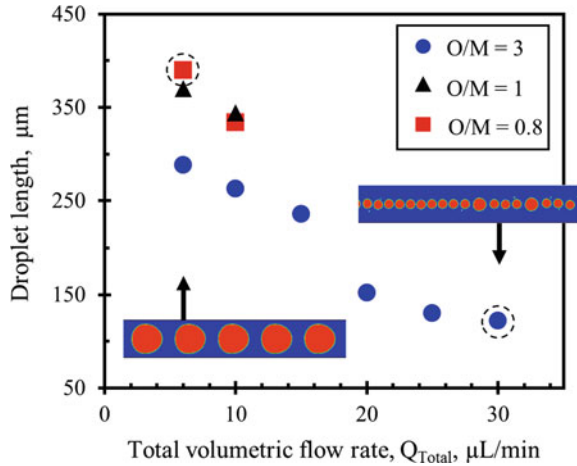 450
350
250
150
50
Droplet length, μm
O/M = 3
O/M = 1
O/M = 0.8
0 10 20 30
Total volumetric flow rate, Q_Total, μL/min